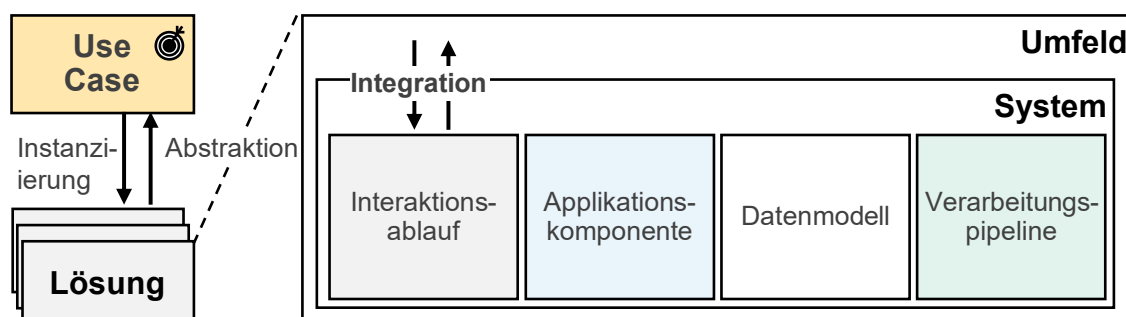 Use
Case
Instanzi-
ierung
Abstraktion
Lösung
Umfeld
Integration
System
Interaktions-
ablauf
Applikations-
komponente
Datenmodell
Verarbeitungs-
pipeline